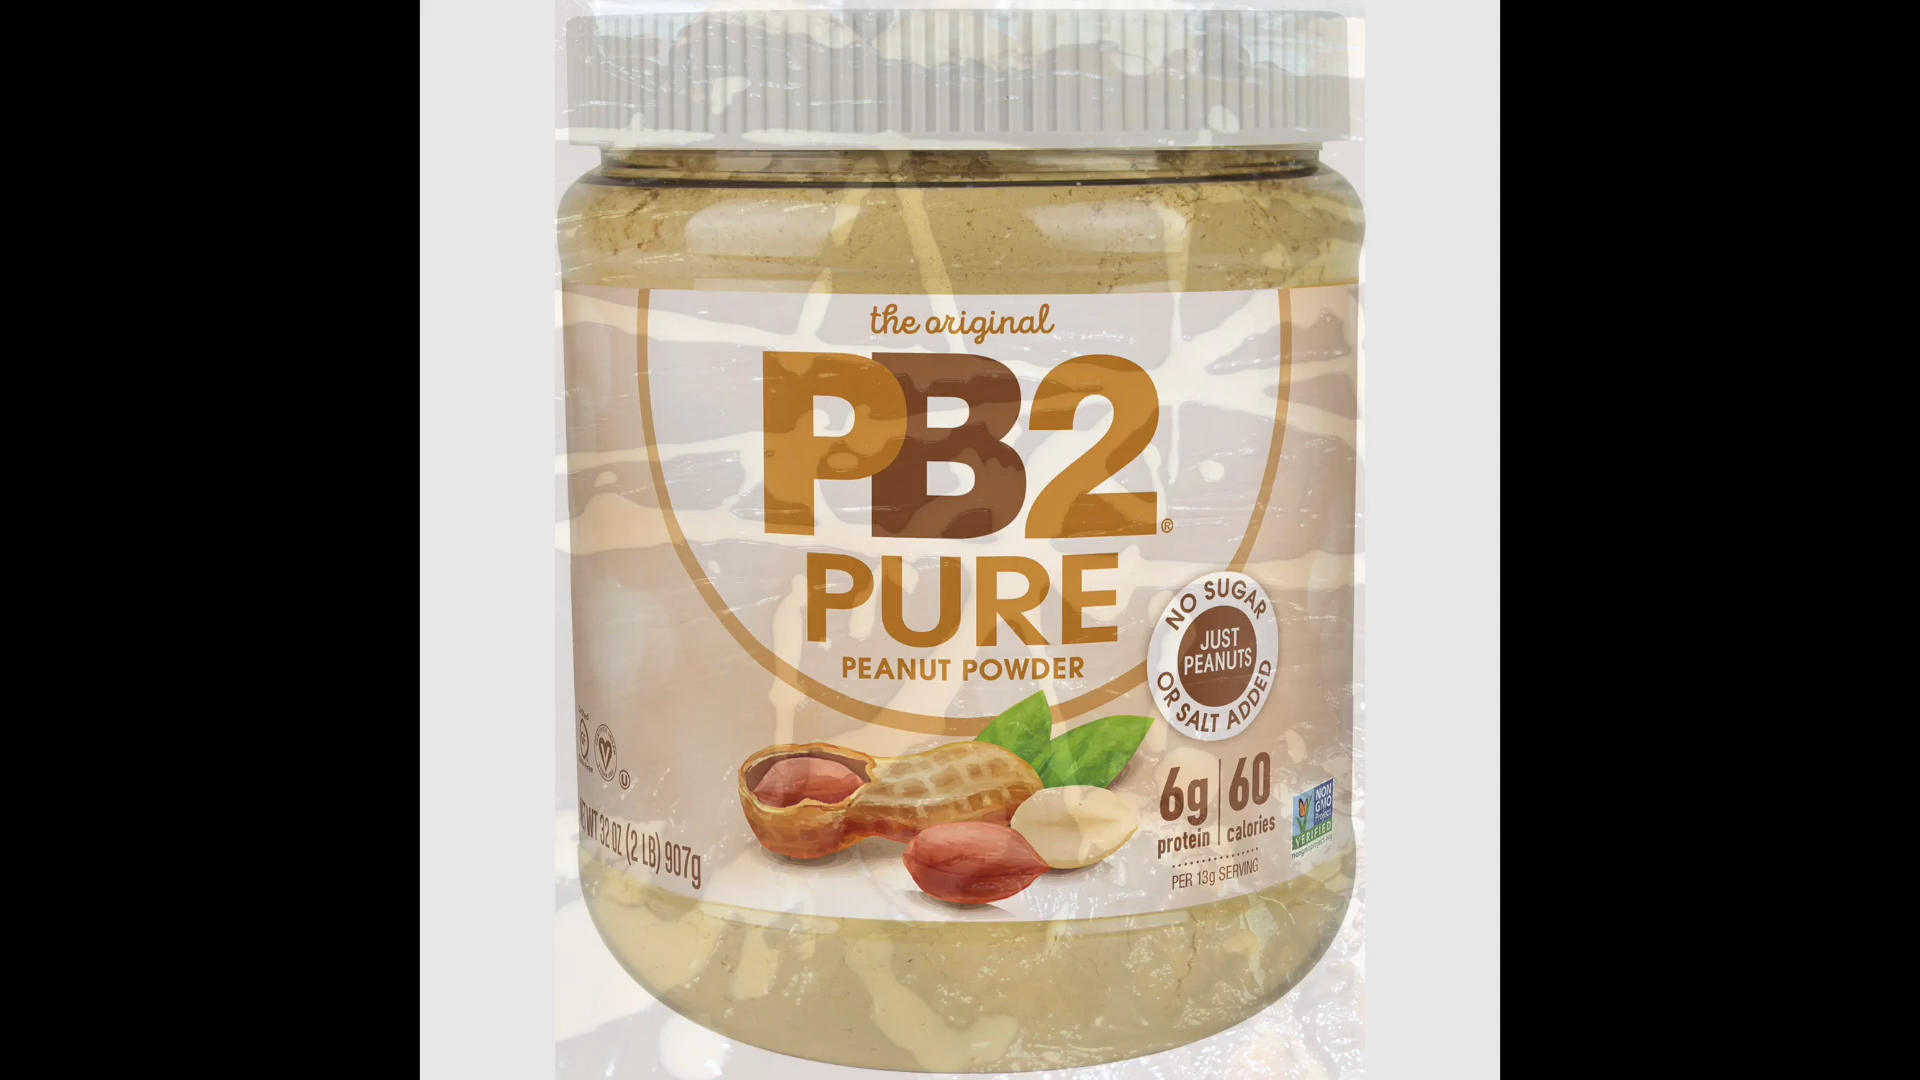 the original
PB2®
PURE
PEANUT POWDER
NO SUGAR
JUST
PEANUTS
OR SALT ADDED
6g protein
60 calories
PER 13g SERVING
NON
GMO
Project
VERIFIED
WT 32 OZ (2 LB) 907g